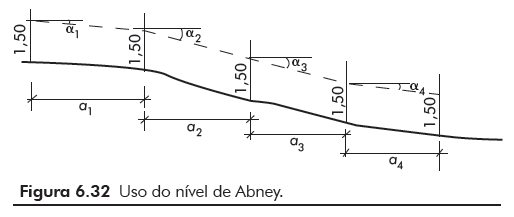 1,50 α₁ 1,50 α₂ 1,50 α₃ 1,50 α₄ 1,50
a₁
a₂
a₃
a₄
Figura 6.32 Uso do nível de Abney.